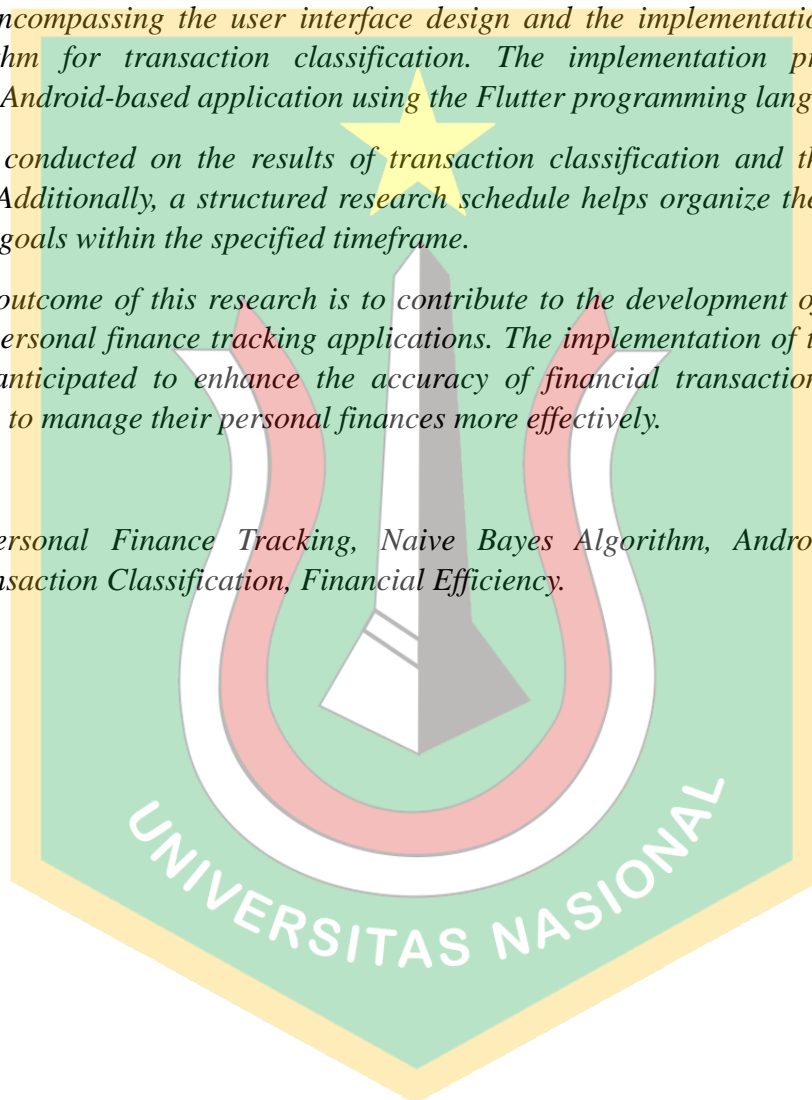 ncompassing the user interface design and the implementatio
hm for transaction classification. The implementation pr
Android-based application using the Flutter programming lang
conducted on the results of transaction classification and th
Additionally, a structured research schedule helps organize the
goals within the specified timeframe.
outcome of this research is to contribute to the development o
ersonal finance tracking applications. The implementation of t
anticipated to enhance the accuracy of financial transaction
to manage their personal finances more effectively.
ersonal Finance Tracking, Naive Bayes Algorithm, Andro
nsaction Classification, Financial Efficiency.
UNIVERSITAS NASIONAL